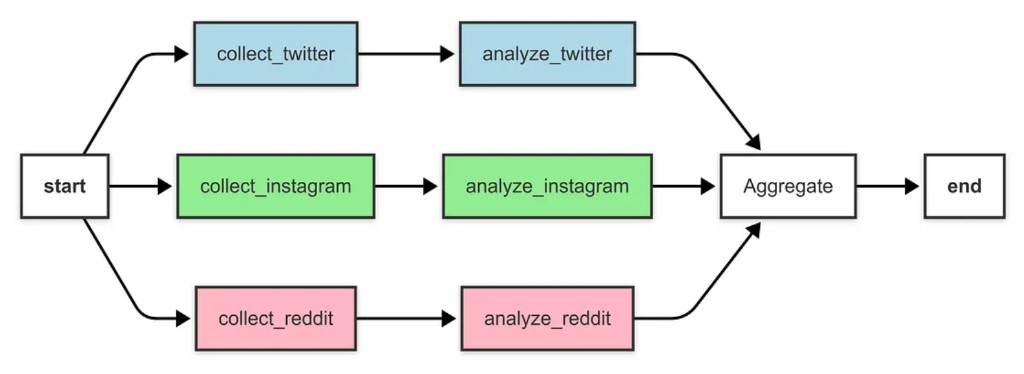 collect_twitter
analyze_twitter
start
collect_instagram
analyze_instagram
Aggregate
end
collect_reddit
analyze_reddit